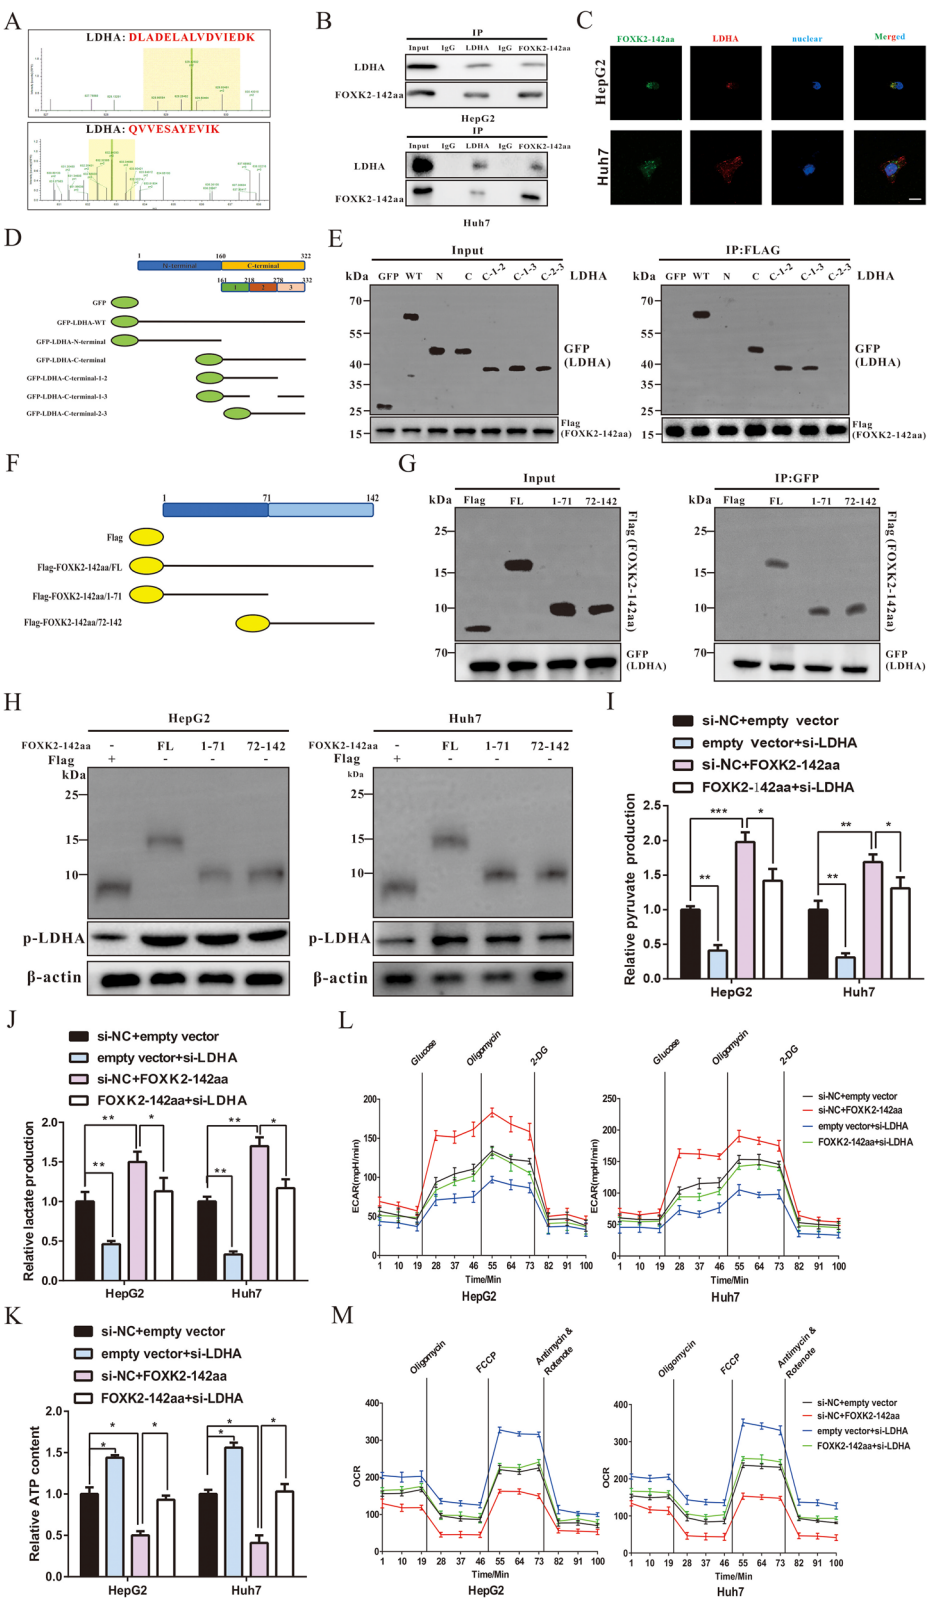 A
LDHA: DLADELALVDVIEDK
LDHA: QVVESAYEVIK
B
IP
Input IgG LDHA IgG FOXK2-142aa
LDHA
FOXK2-142aa
HepG2
IP
Input IgG LDHA IgG FOXK2-142aa
LDHA
FOXK2-142aa
Huh7
C
FOXK2-142aa LDHA nuclear Merged
HepG2
Huh7
D
1 160 322
N-terminal C-terminal
161 218 278 332
1 2 3
GFP
GFP-LDHA-WT
GFP-LDHA-N-terminal
GFP-LDHA-C-terminal
GFP-LDHA-C-terminal-1-2
GFP-LDHA-C-terminal-1-3
GFP-LDHA-C-terminal-2-3
E
Input
kDa GFP WT N C C-1-2 C-1-3 C-2-3 LDHA
70
55
40
35
25
15
GFP
(LDHA)
Flag
(FOXK2-142aa)
IP:FLAG
kDa GFP WT N C C-1-2 C-1-3 C-2-3 LDHA
70
55
40
35
25
15
GFP
(LDHA)
Flag
(FOXK2-142aa)
F
1 71 142
Flag
Flag-FOXK2-142aa/FL
Flag-FOXK2-142aa/1-71
Flag-FOXK2-142aa/72-142
G
Input
kDa Flag FL 1-71 72-142
25
15
10
70
Flag (FOXK2-142aa)
GFP
(LDHA)
IP:GFP
kDa Flag FL 1-71 72-142
25
15
10
70
Flag (FOXK2-142aa)
GFP
(LDHA)
H
HepG2
FOXK2-142aa - FL 1-71 72-142
Flag + - - -
kDa
25
15
10
p-LDHA
β-actin
Huh7
FOXK2-142aa - FL 1-71 72-142
Flag + - - -
kDa
25
15
10
p-LDHA
β-actin
I
si-NC+empty vector
empty vector+si-LDHA
si-NC+FOXK2-142aa
FOXK2-142aa+si-LDHA
Relative pyruvate production
2.5
2.0
1.5
1.0
0.5
0.0
*** * ** ** * **
HepG2 Huh7
J
si-NC+empty vector
empty vector+si-LDHA
si-NC+FOXK2-142aa
FOXK2-142aa+si-LDHA
Relative lactate production
2.0
1.5
1.0
0.5
0.0
** * ** ** * **
HepG2 Huh7
K
si-NC+empty vector
empty vector+si-LDHA
si-NC+FOXK2-142aa
FOXK2-142aa+si-LDHA
Relative ATP content
2.0
1.5
1.0
0.5
0.0
* * * * * *
HepG2 Huh7
L
Glucose Oligomycin 2-DG
ECAR(mpH/min)
200
150
100
50
0
1 10 19 28 37 46 55 64 73 82 91 100
Time/Min
HepG2
Glucose Oligomycin 2-DG
ECAR(mpH/min)
250
200
150
100
50
0
1 10 19 28 37 46 55 64 73 82 91 100
Time/Min
Huh7
si-NC+empty vector
si-NC+FOXK2-142aa
empty vector+si-LDHA
FOXK2-142aa+si-LDHA
M
Oligomycin FCCP Antimycin &
Rotenote
OCR
400
300
200
100
0
1 10 19 28 37 46 55 64 73 82 91 100
Time/Min
HepG2
Oligomycin FCCP Antimycin &
Rotenote
OCR
400
300
200
100
0
1 10 19 28 37 46 55 64 73 82 91 100
Time/Min
Huh7
si-NC+empty vector
si-NC+FOXK2-142aa
empty vector+si-LDHA
FOXK2-142aa+si-LDHA